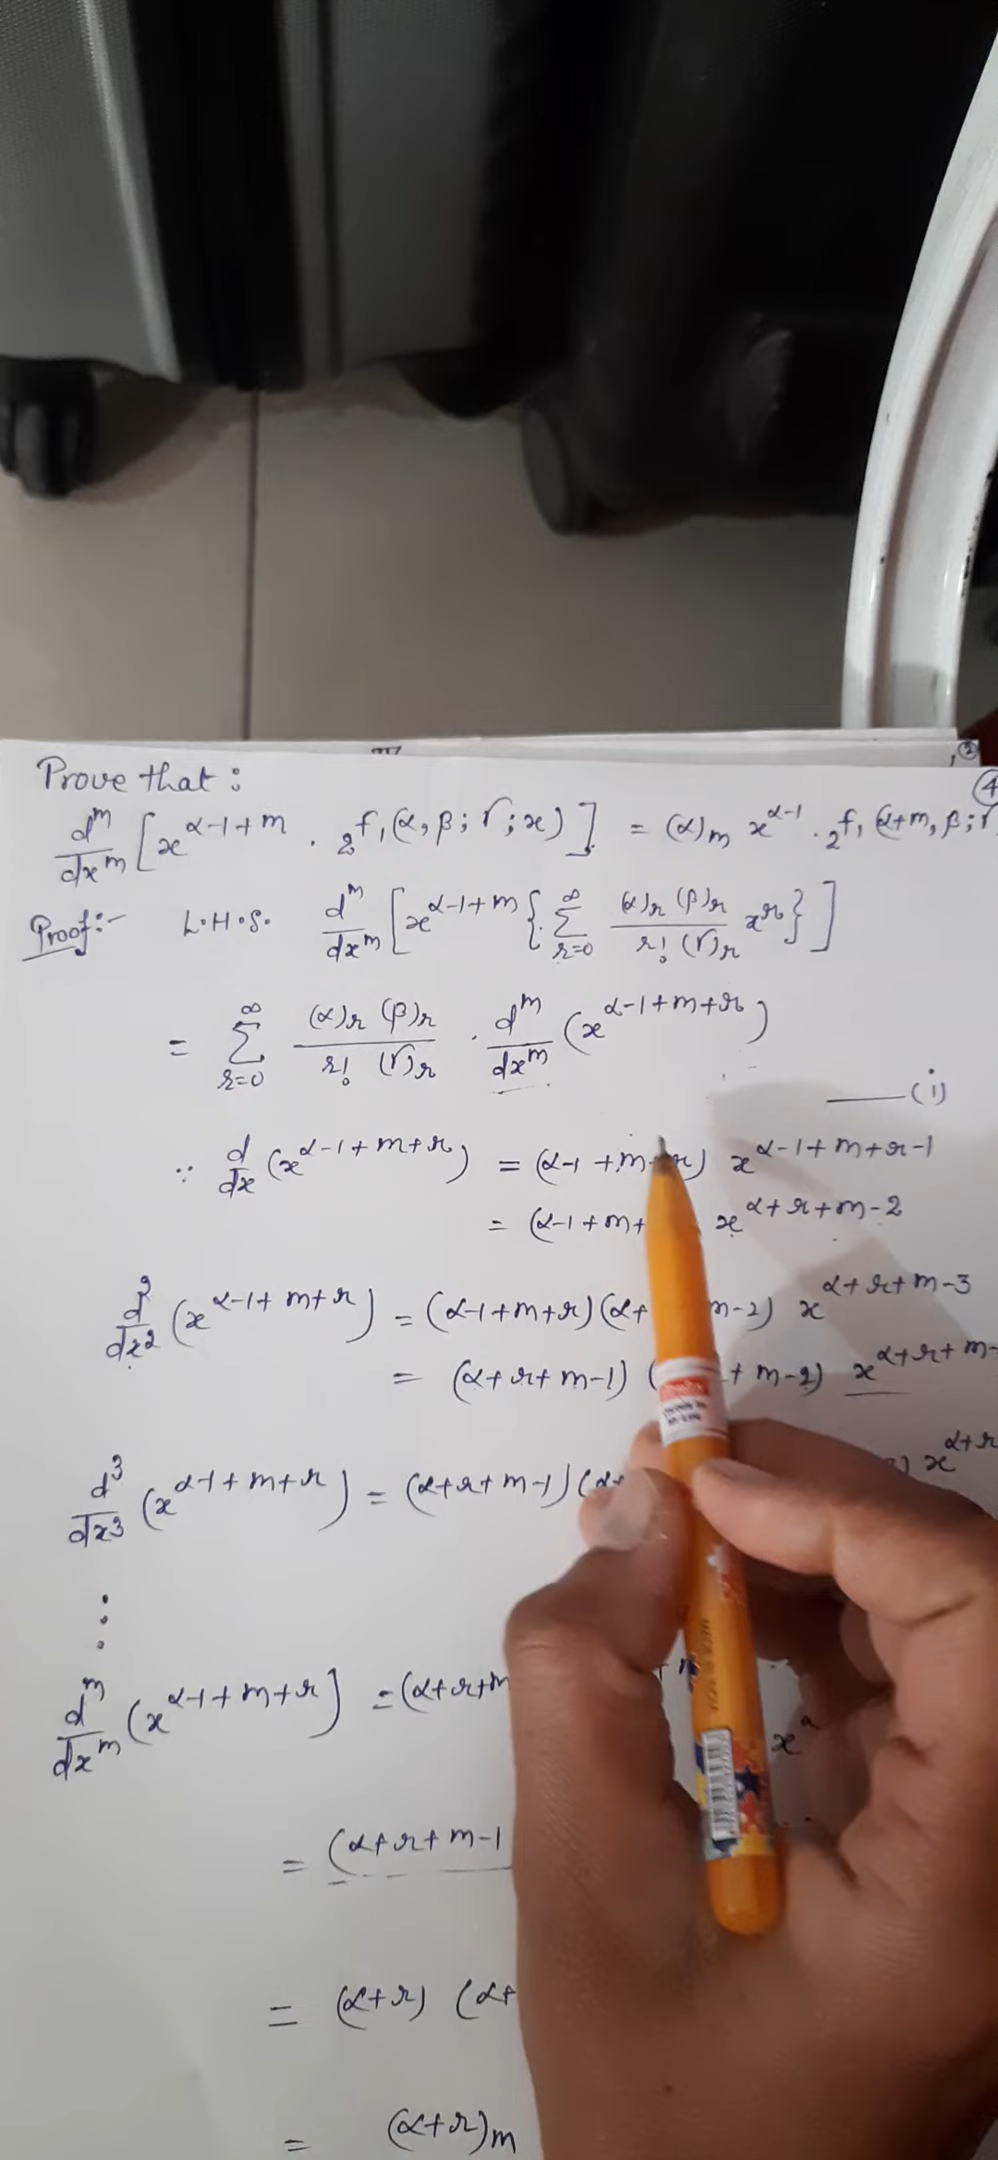 ②
④
Prove that :
d^m/dx^m [x^(α-1+m) . ₂F₁(α, β; γ; x)] = (α)_m x^(α-1) . ₂F₁(α+m, β; γ
Proof:- L.H.S. d^m/dx^m [x^(α-1+m) {∑_(r=0)^∞ (α)_r (β)_r / r! (γ)_r x^r}]
= ∑_(r=0)^∞ (α)_r (β)_r / r! (γ)_r . d^m/dx^m (x^(α-1+m+r))
——(i)
∵ d/dx (x^(α-1+m+r)) = (α-1+m+r) x^(α-1+m+r-1)
= (α-1+m+ x^(α+r+m-2)
d²/dx² (x^(α-1+m+r)) = (α-1+m+r)(α+ m-2) x^(α+r+m-3)
= (α+r+m-1) ( + m-2) x^(α+r+m-
d³/dx³ (x^(α-1+m+r)) = (α+r+m-1)(α+ ) x^(α+r
⋮
d^m/dx^m (x^(α-1+m+r)] = (α+r+m x
= (α+r+m-1
= (α+r) (α+
= (α+r)_m